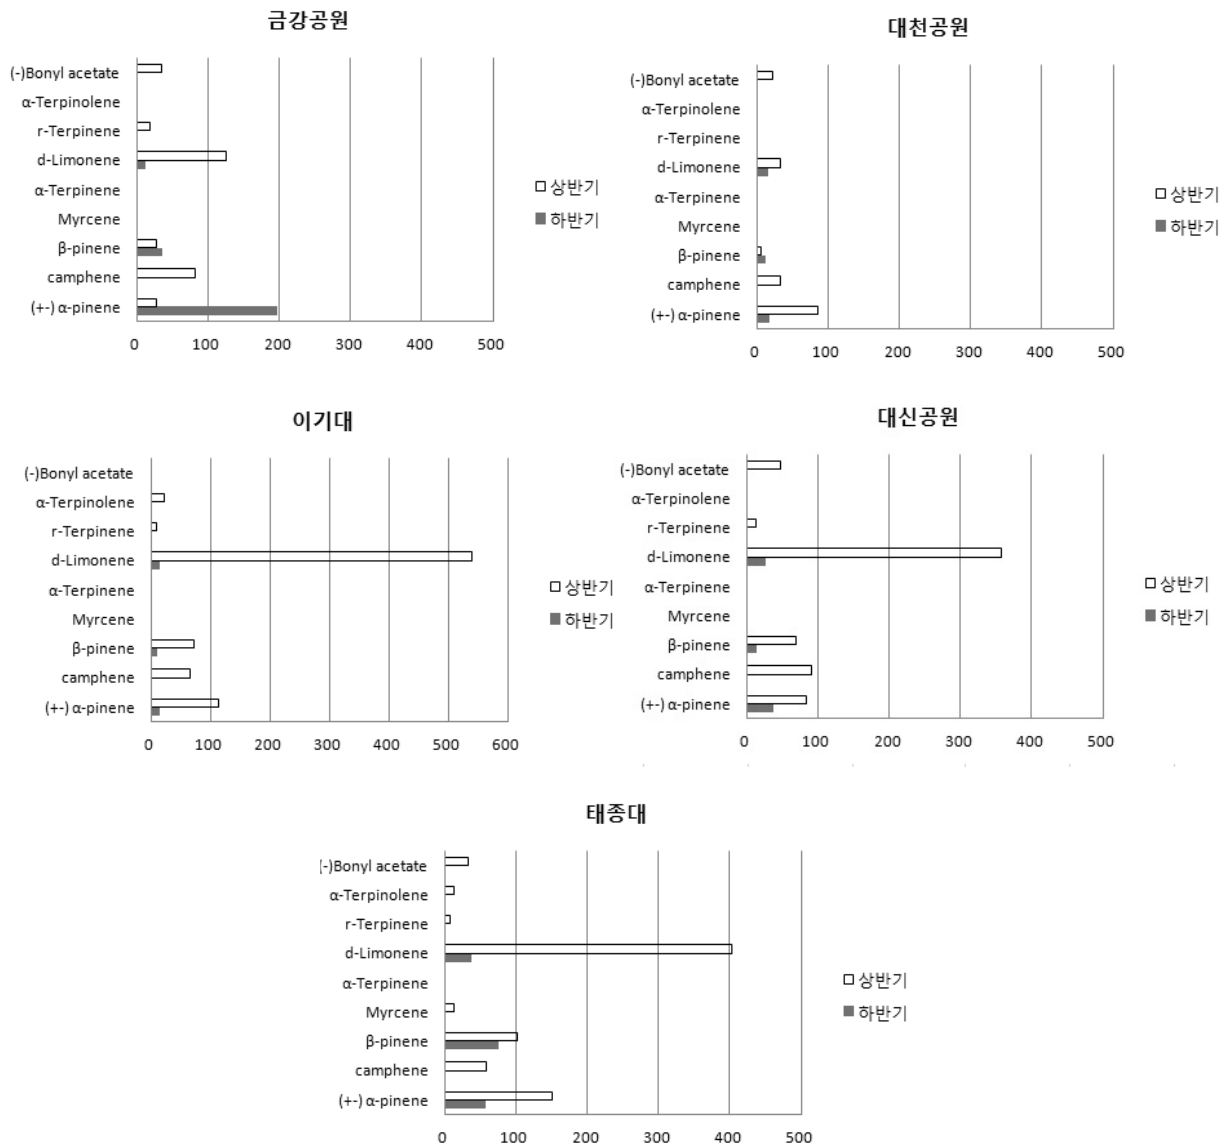 금강공원
(-)Bonyl acetate
α-Terpinolene
r-Terpinene
d-Limonene
α-Terpinene
Myrcene
β-pinene
camphene
(+-) α-pinene
0 100 200 300 400 500
상반기
하반기
대천공원
(-)Bonyl acetate
α-Terpinolene
r-Terpinene
d-Limonene
α-Terpinene
Myrcene
β-pinene
camphene
(+-) α-pinene
0 100 200 300 400 500
상반기
하반기
이기대
(-)Bonyl acetate
α-Terpinolene
r-Terpinene
d-Limonene
α-Terpinene
Myrcene
β-pinene
camphene
(+-) α-pinene
0 100 200 300 400 500 600
상반기
하반기
대신공원
(-)Bonyl acetate
α-Terpinolene
r-Terpinene
d-Limonene
α-Terpinene
Myrcene
β-pinene
camphene
(+-) α-pinene
0 100 200 300 400 500
상반기
하반기
태종대
(-)Bonyl acetate
α-Terpinolene
r-Terpinene
d-Limonene
α-Terpinene
Myrcene
β-pinene
camphene
(+-) α-pinene
0 100 200 300 400 500
상반기
하반기